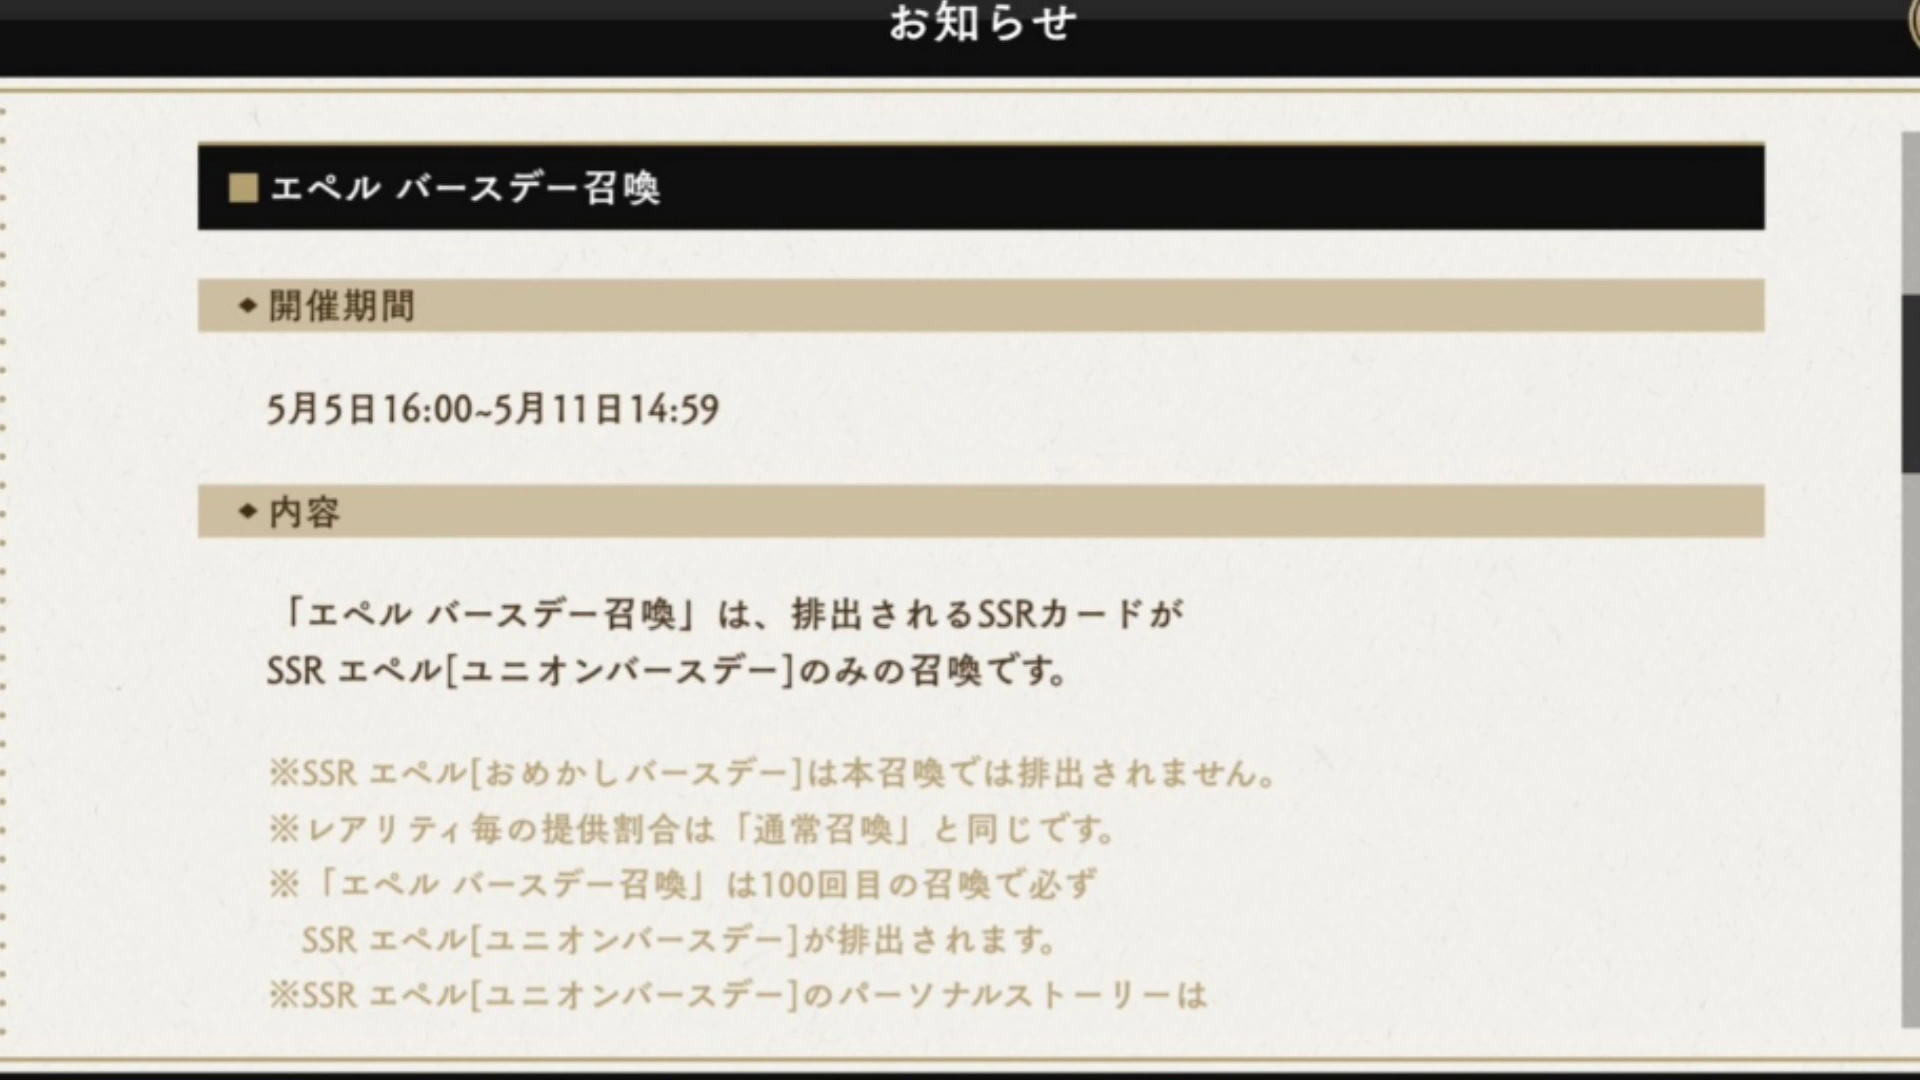 お知らせ
■エペル バースデー召喚
◆開催期間
5月5日16:00~5月11日14:59
◆内容
「エペル バースデー召喚」は、排出されるSSRカードが
SSR エペル[ユニオンバースデー]のみの召喚です。
※SSR エペル[おめかしバースデー]は本召喚では排出されません。
※レアリティ毎の提供割合は「通常召喚」と同じです。
※「エペル バースデー召喚」は100回目の召喚で必ず
SSR エペル[ユニオンバースデー]が排出されます。
※SSR エペル[ユニオンバースデー]のパーソナルストーリーは